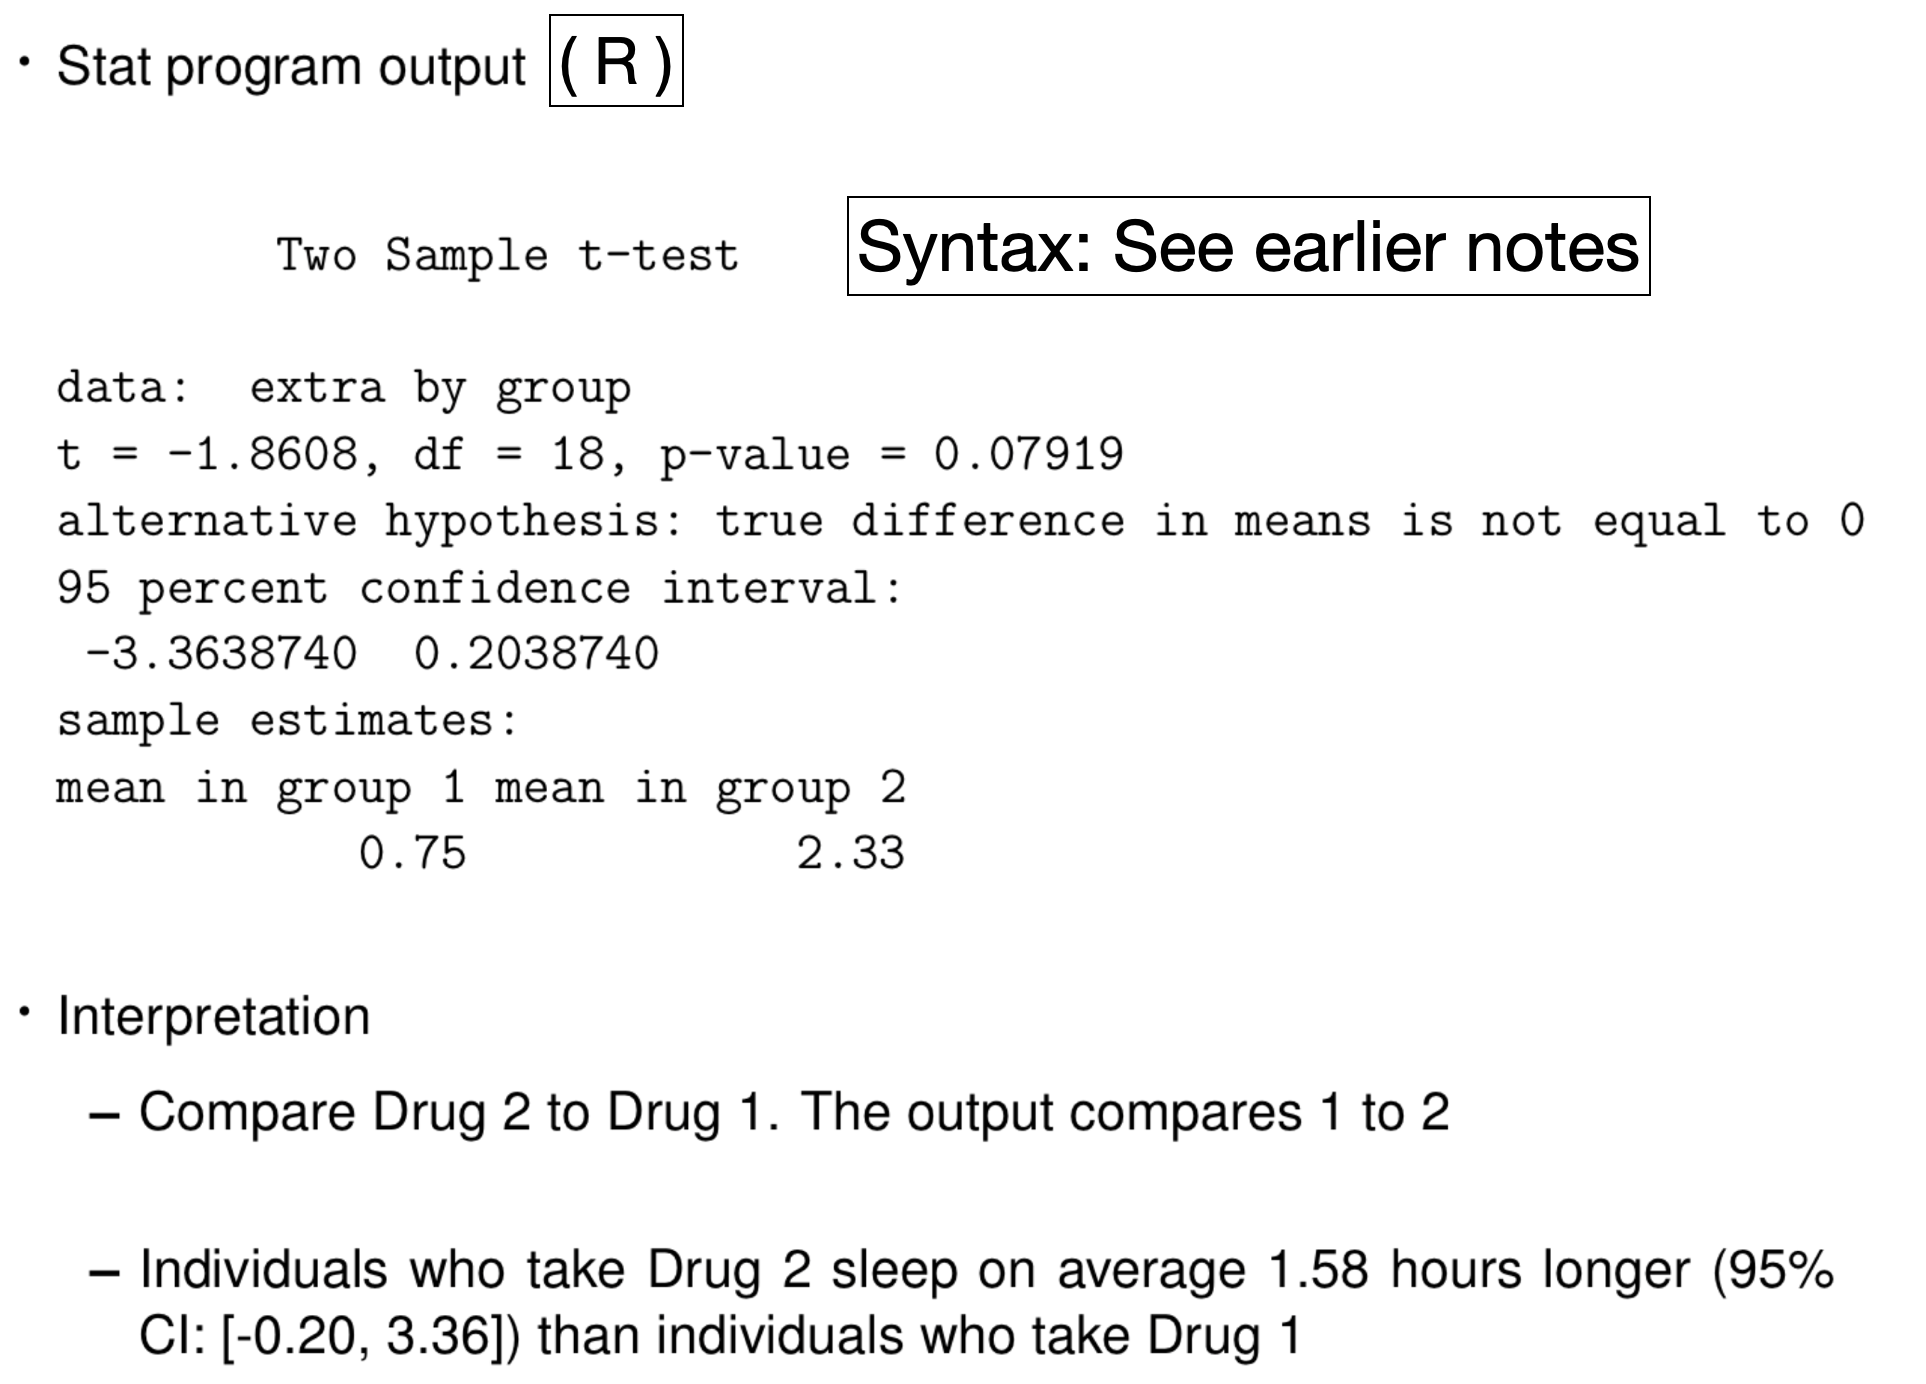 • Stat program output ( R )
Two Sample t-test
Syntax: See earlier notes
data:  extra by group
t = -1.8608, df = 18, p-value = 0.07919
alternative hypothesis: true difference in means is not equal to 0
95 percent confidence interval:
 -3.3638740  0.2038740
sample estimates:
mean in group 1 mean in group 2
           0.75            2.33
• Interpretation
– Compare Drug 2 to Drug 1. The output compares 1 to 2
– Individuals who take Drug 2 sleep on average 1.58 hours longer (95%
CI: [-0.20, 3.36]) than individuals who take Drug 1